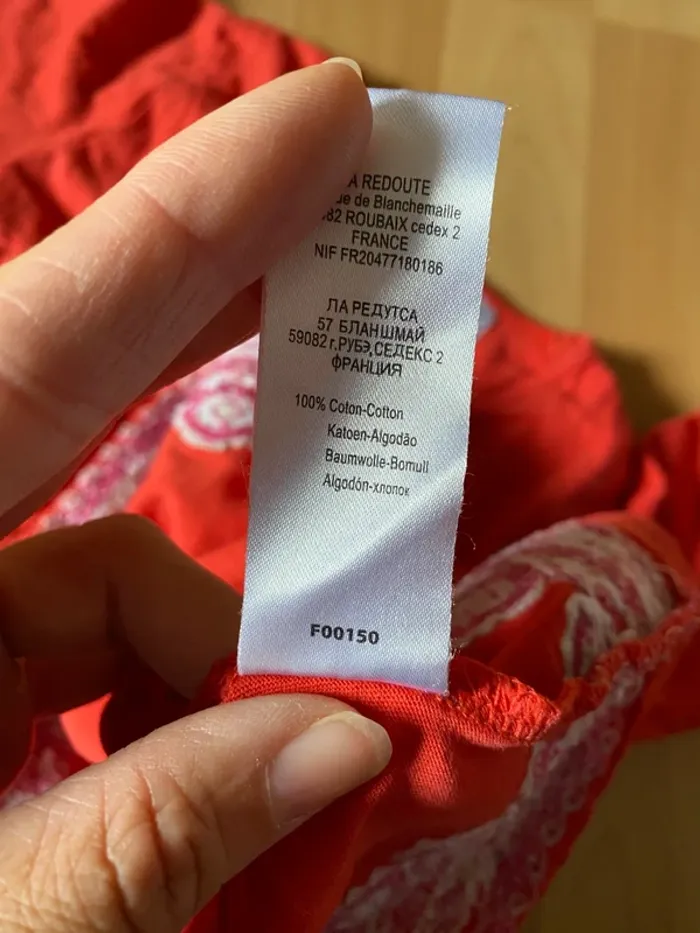 A REDOUTE
de Blanchemaille
82 ROUBAIX cedex 2
FRANCE
NIF FR20477180186
ЛА РЕДУТСА
57 БЛАНШМАЙ
59082 г.РУБЭ,СЕДЕКС 2
ФРАНЦИЯ
100% Coton-Cotton
Katoen-Algodão
Baumwolle-Bomull
Algodón-хлопок
F00150